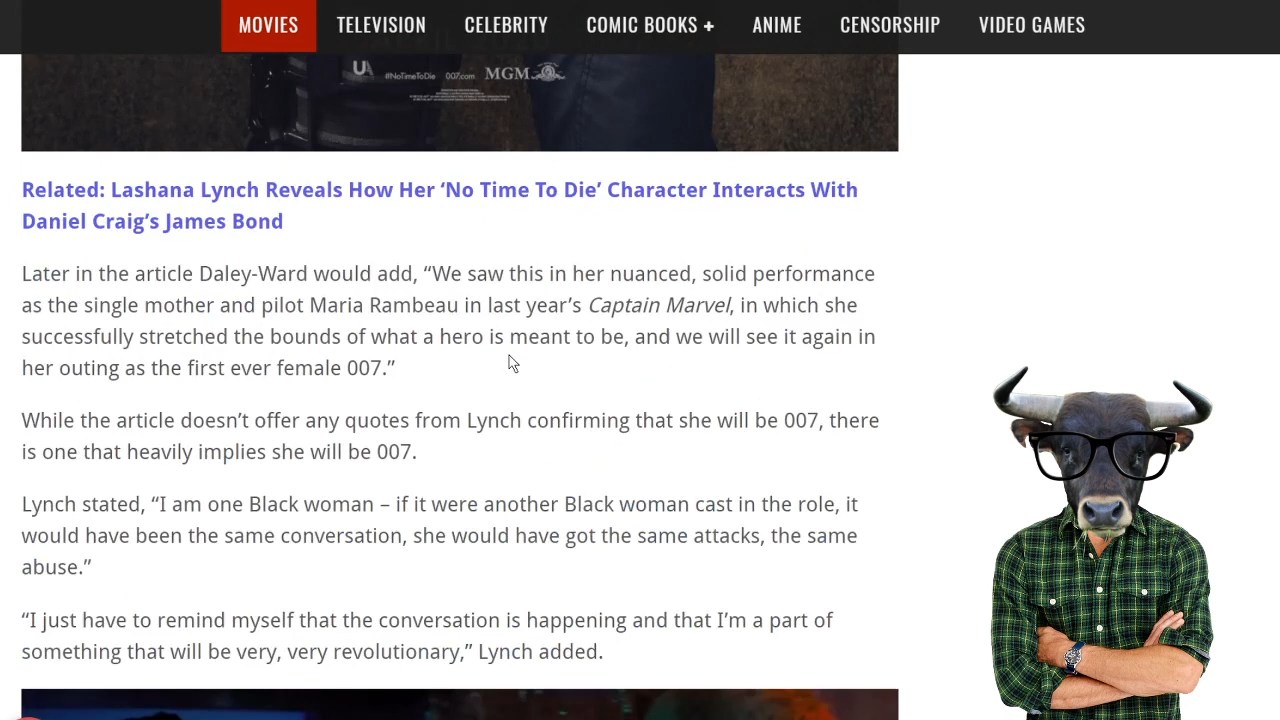 MOVIES TELEVISION CELEBRITY COMIC BOOKS + ANIME CENSORSHIP VIDEO GAMES
UA #NoTimeToDie 007.com MGM
Related: Lashana Lynch Reveals How Her ‘No Time To Die’ Character Interacts With
Daniel Craig’s James Bond
Later in the article Daley-Ward would add, “We saw this in her nuanced, solid performance
as the single mother and pilot Maria Rambeau in last year’s Captain Marvel, in which she
successfully stretched the bounds of what a hero is meant to be, and we will see it again in
her outing as the first ever female 007.”
While the article doesn’t offer any quotes from Lynch confirming that she will be 007, there
is one that heavily implies she will be 007.
Lynch stated, “I am one Black woman – if it were another Black woman cast in the role, it
would have been the same conversation, she would have got the same attacks, the same
abuse.”
“I just have to remind myself that the conversation is happening and that I’m a part of
something that will be very, very revolutionary,” Lynch added.